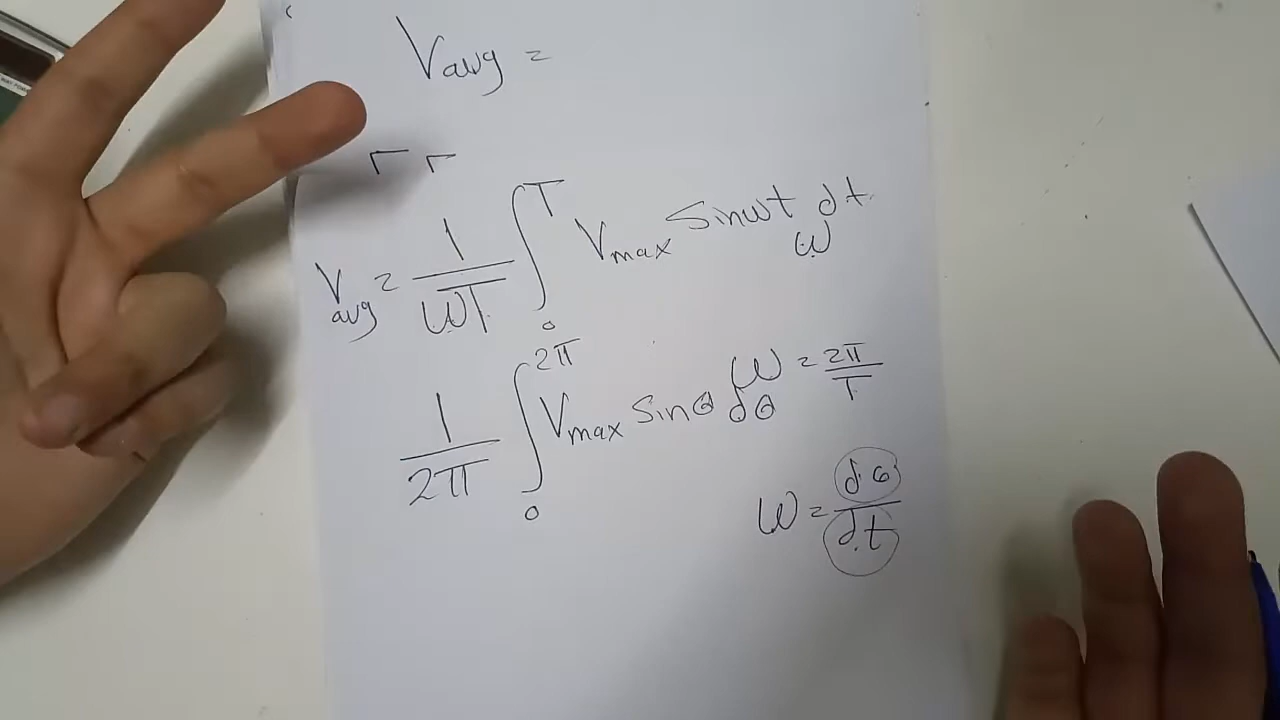 Vavg =
Vavg = 1/ωT ∫₀ᵀ Vmax sinωt dt
ω
1/2π ∫₀²π Vmax sinθ dθ
ω = 2π/T
ω = dθ/dt